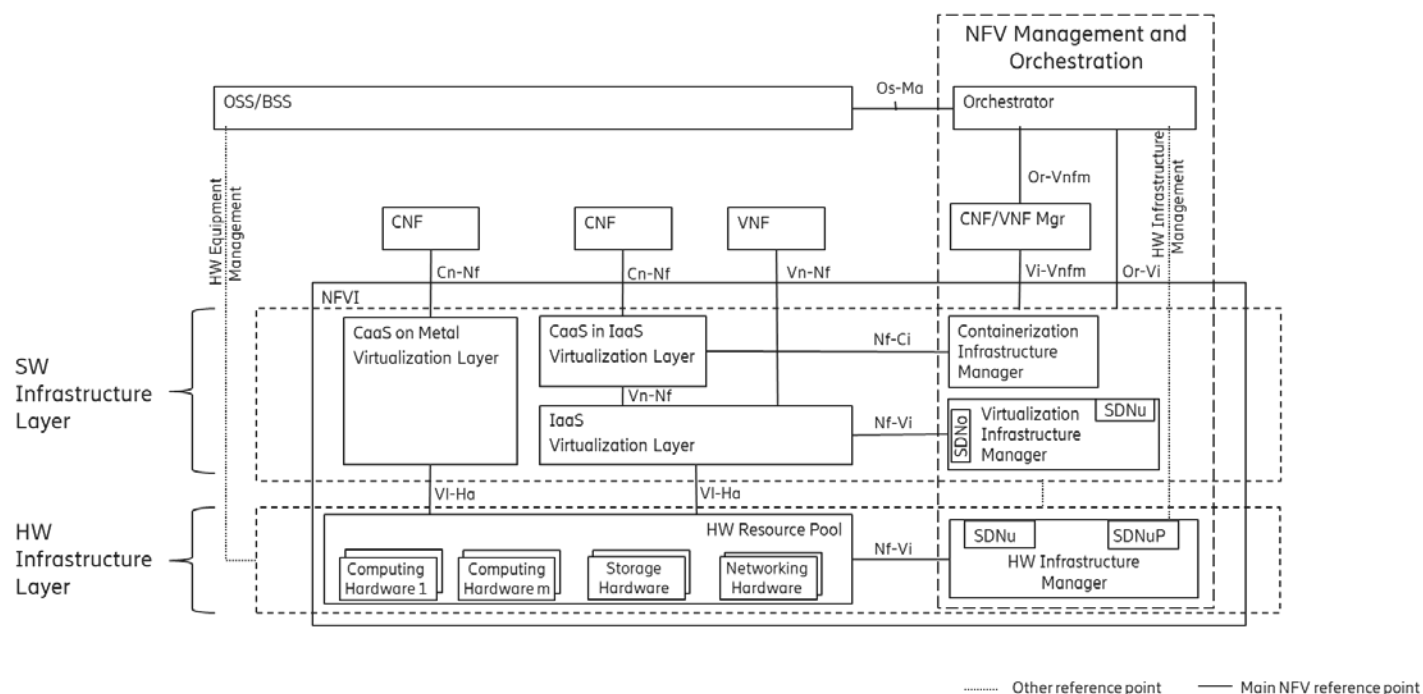 NFV Management and
Orchestration
OSS/BSS
Os-Ma
Orchestrator
HW Equipment
Management
HW Infrastructure
Management
Or-Vnfm
CNF
CNF
VNF
CNF/VNF Mgr
Cn-Nf
Cn-Nf
Vn-Nf
Vi-Vnfm
Or-Vi
NFVI
SW
Infrastructure
Layer
CaaS on Metal
Virtualization Layer
CaaS in IaaS
Virtualization Layer
Nf-Ci
Containerization
Infrastructure
Manager
Vn-Nf
IaaS
Virtualization Layer
Nf-Vi
SDNo
Virtualization
Infrastructure
Manager
SDNu
VI-Ha
VI-Ha
HW
Infrastructure
Layer
HW Resource Pool
Computing
Hardware 1
Computing
Hardware m
Storage
Hardware
Networking
Hardware
Nf-Vi
SDNu
SDNuP
HW Infrastructure
Manager
Other reference point
Main NFV reference point